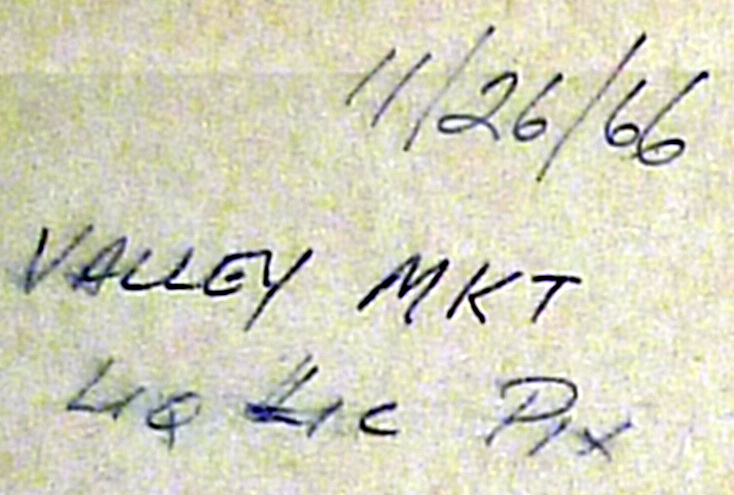 11/26/66
VALLEY MKT
LIQ LIC PIX